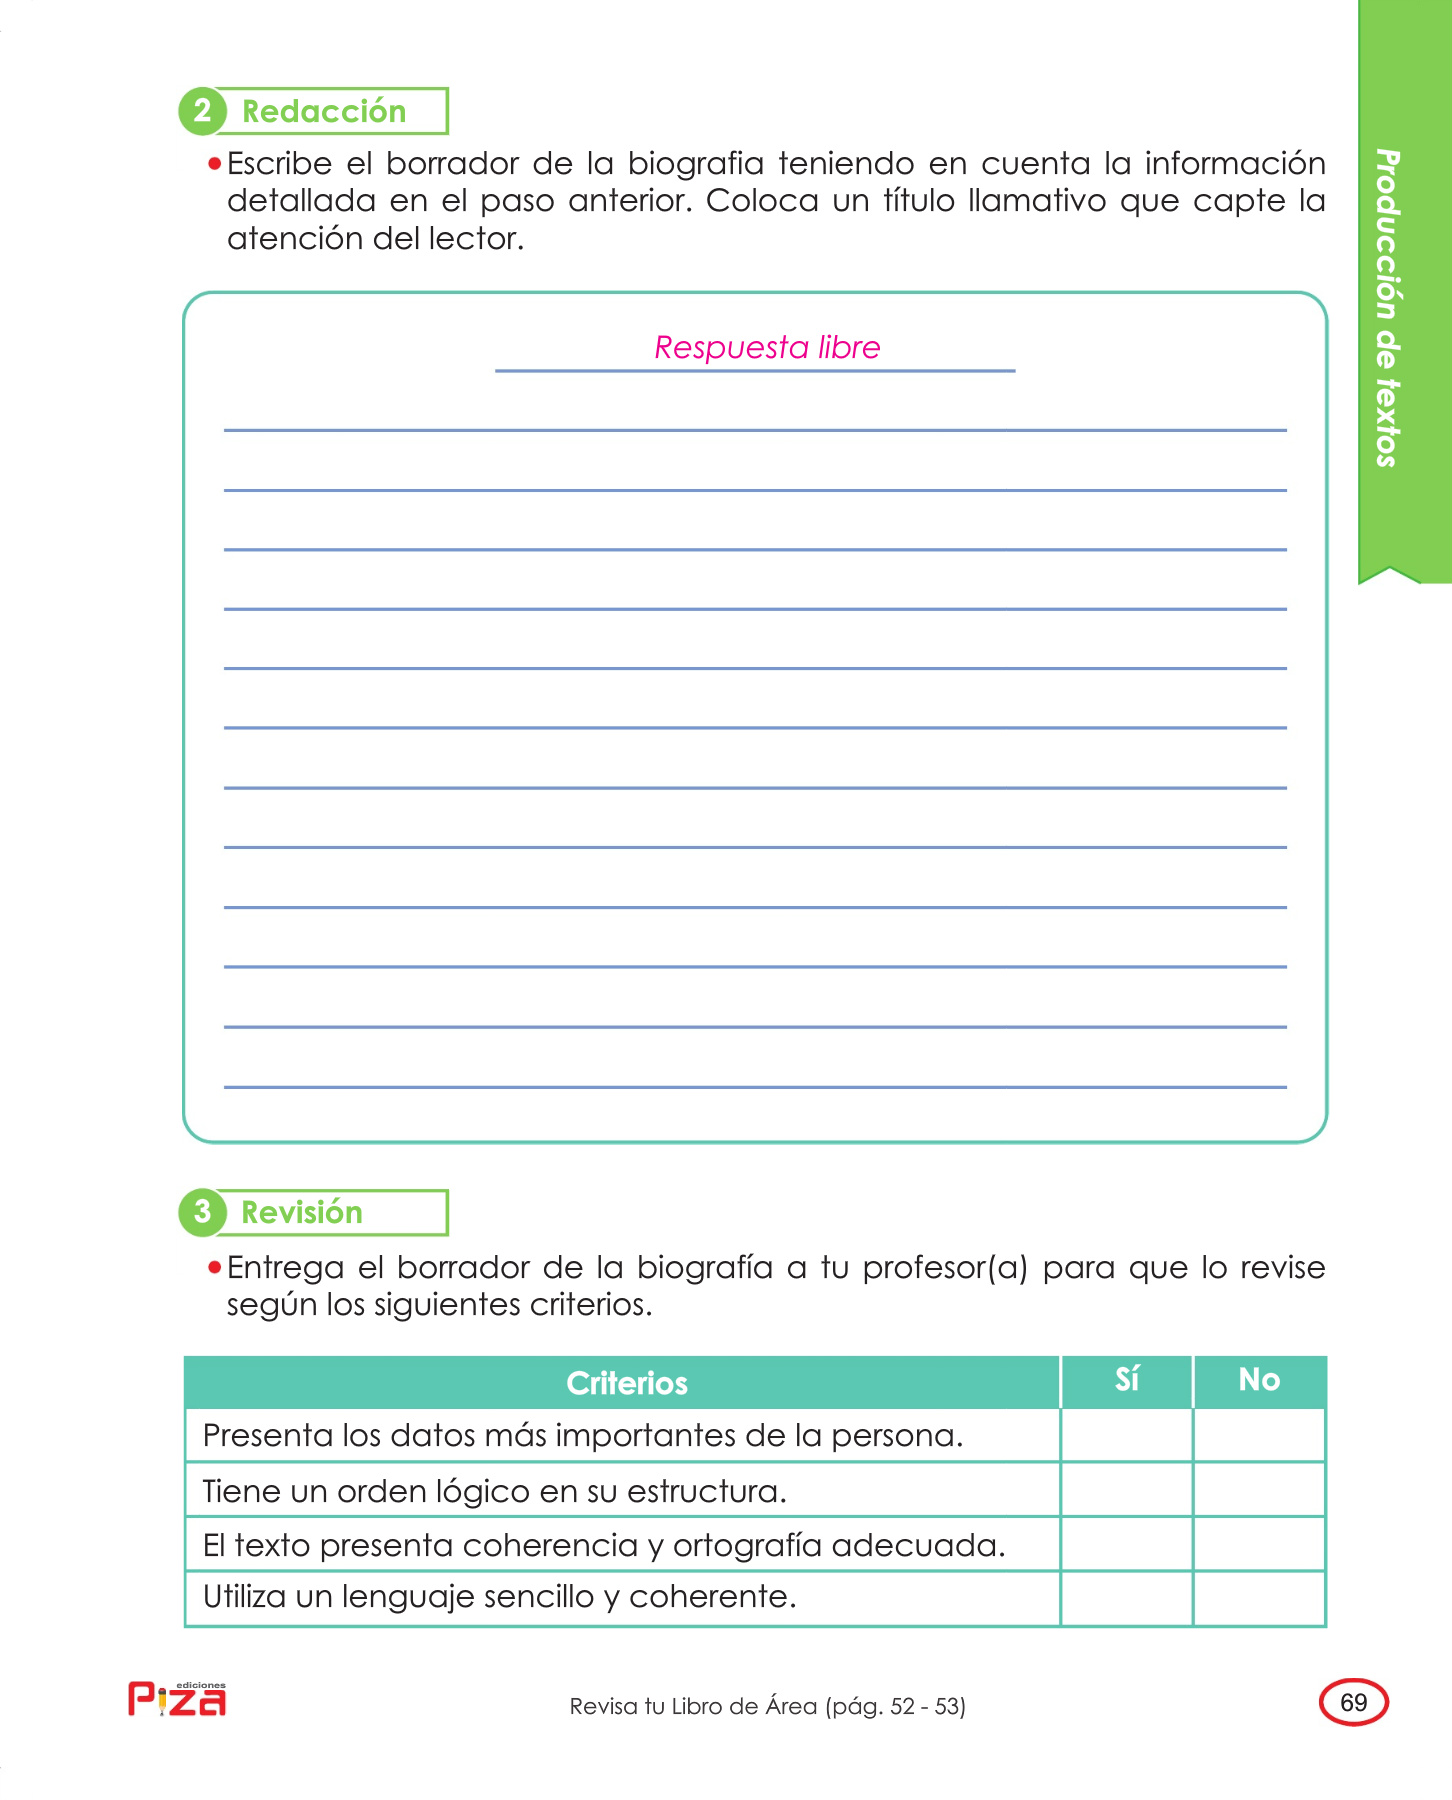 2 Redacción
Escribe el borrador de la biografia teniendo en cuenta la información
detallada en el paso anterior. Coloca un título llamativo que capte la
atención del lector.
Respuesta libre
3 Revisión
Entrega el borrador de la biografía a tu profesor(a) para que lo revise
según los siguientes criterios.
Criterios Sí No
Presenta los datos más importantes de la persona.
Tiene un orden lógico en su estructura.
El texto presenta coherencia y ortografía adecuada.
Utiliza un lenguaje sencillo y coherente.
Producción de textos
ediciones
Piza
Revisa tu Libro de Área (pág. 52 - 53)
69